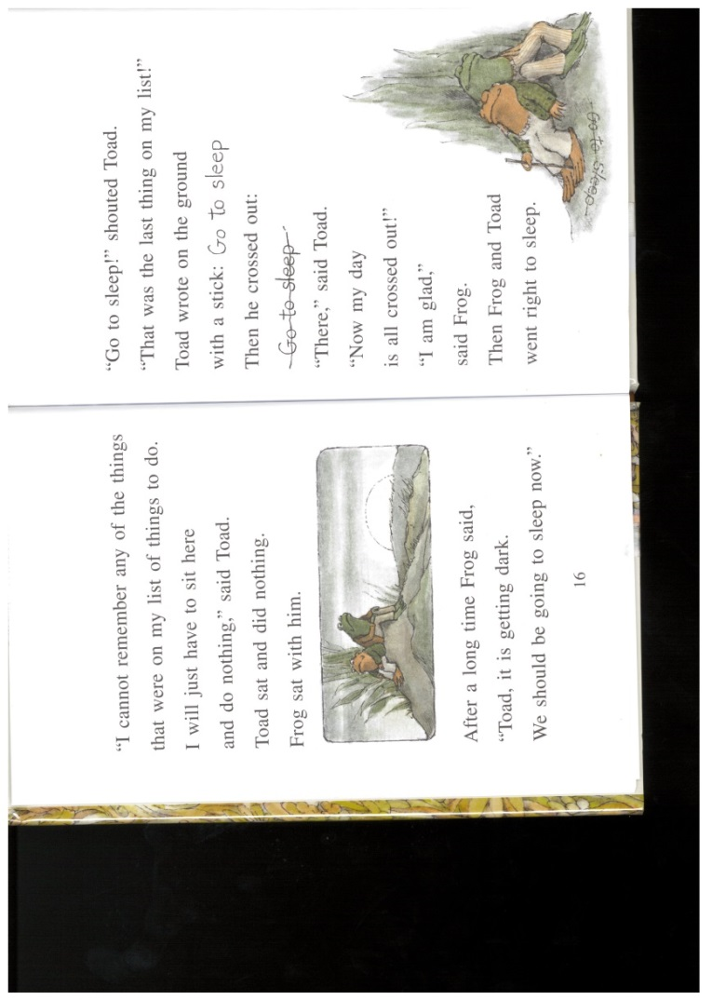 “I cannot remember any of the things
that were on my list of things to do.
I will just have to sit here
and do nothing,” said Toad.
Toad sat and did nothing.
Frog sat with him.
After a long time Frog said,
“Toad, it is getting dark.
We should be going to sleep now.”
16
“Go to sleep!” shouted Toad.
“That was the last thing on my list!”
Toad wrote on the ground
with a stick: Go to sleep
Then he crossed out:
Go to sleep
“There,” said Toad.
“Now my day
is all crossed out!”
“I am glad,”
said Frog.
Then Frog and Toad
went right to sleep.
Go to sleep